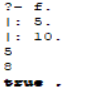 ?- f.
|: 5.
|: 10.
5
8
true .